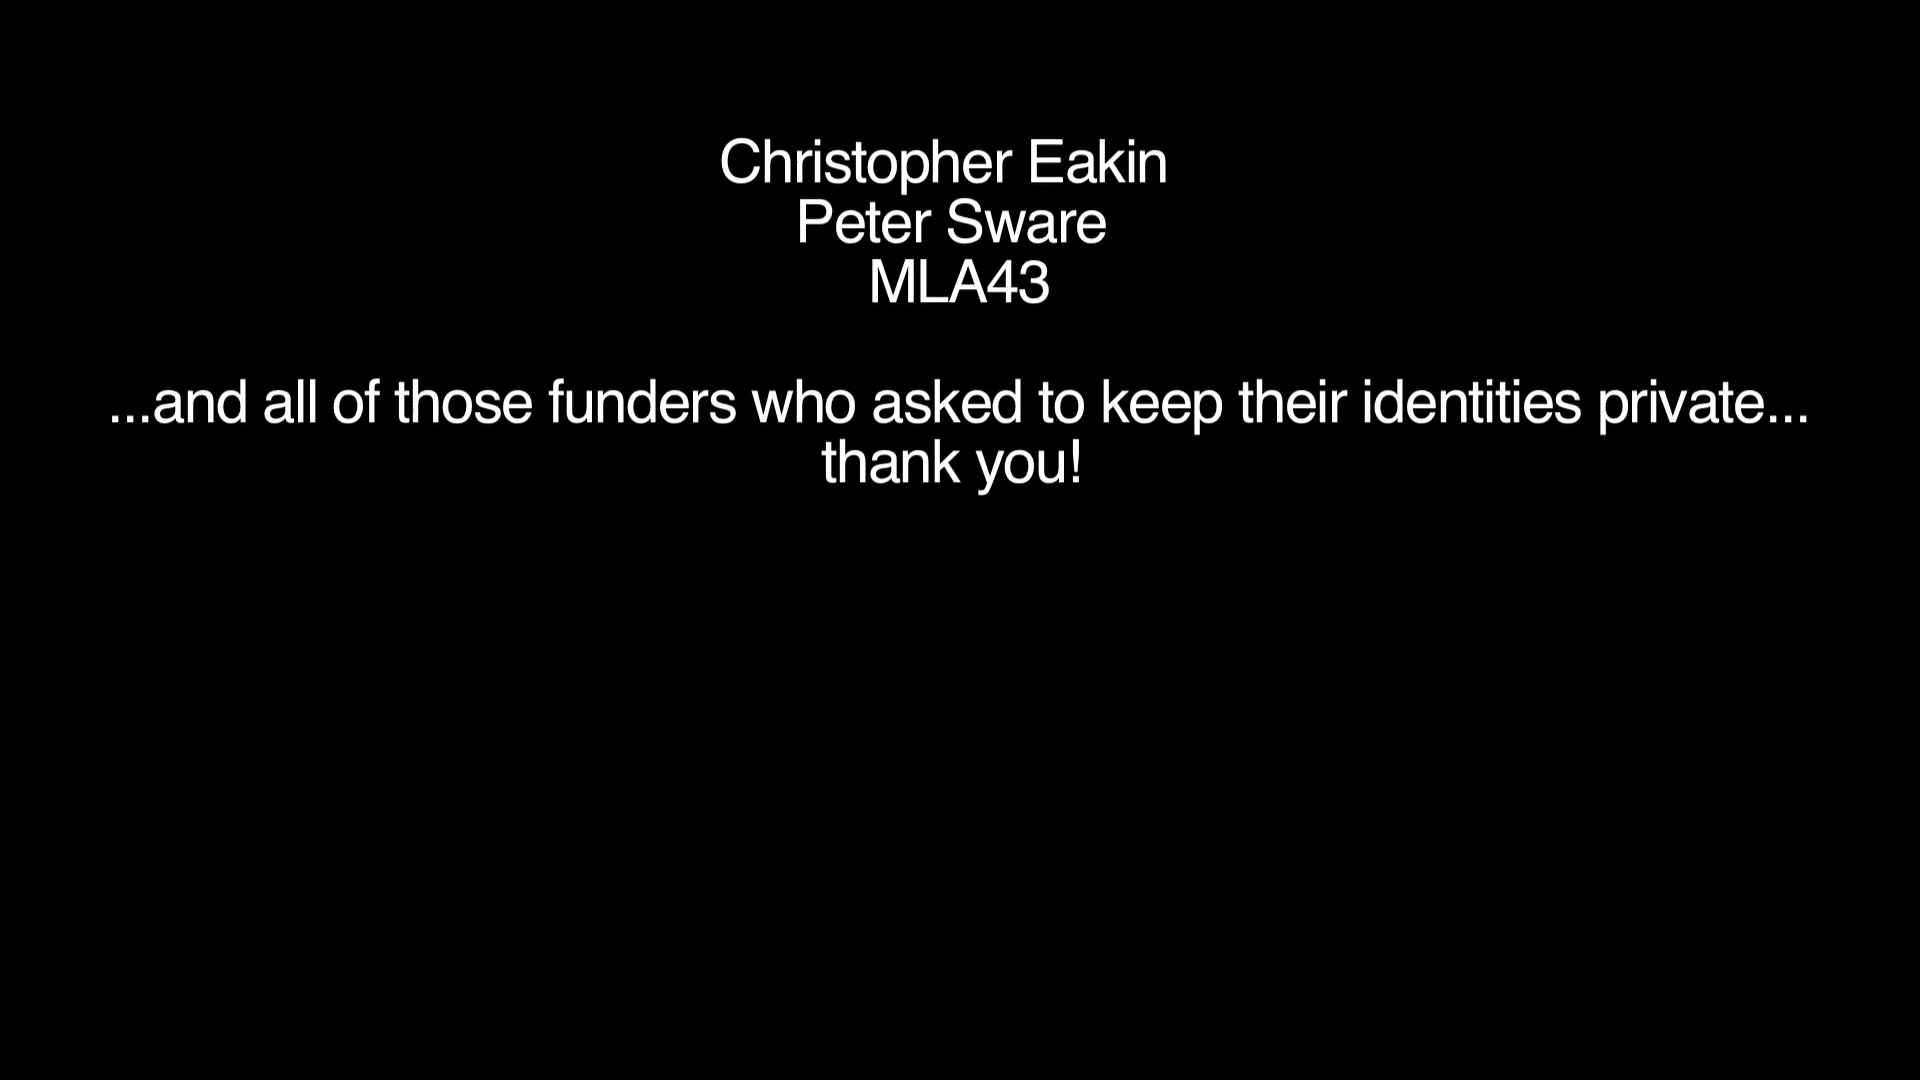 Christopher Eakin
Peter Sware
MLA43
...and all of those funders who asked to keep their identities private...
thank you!